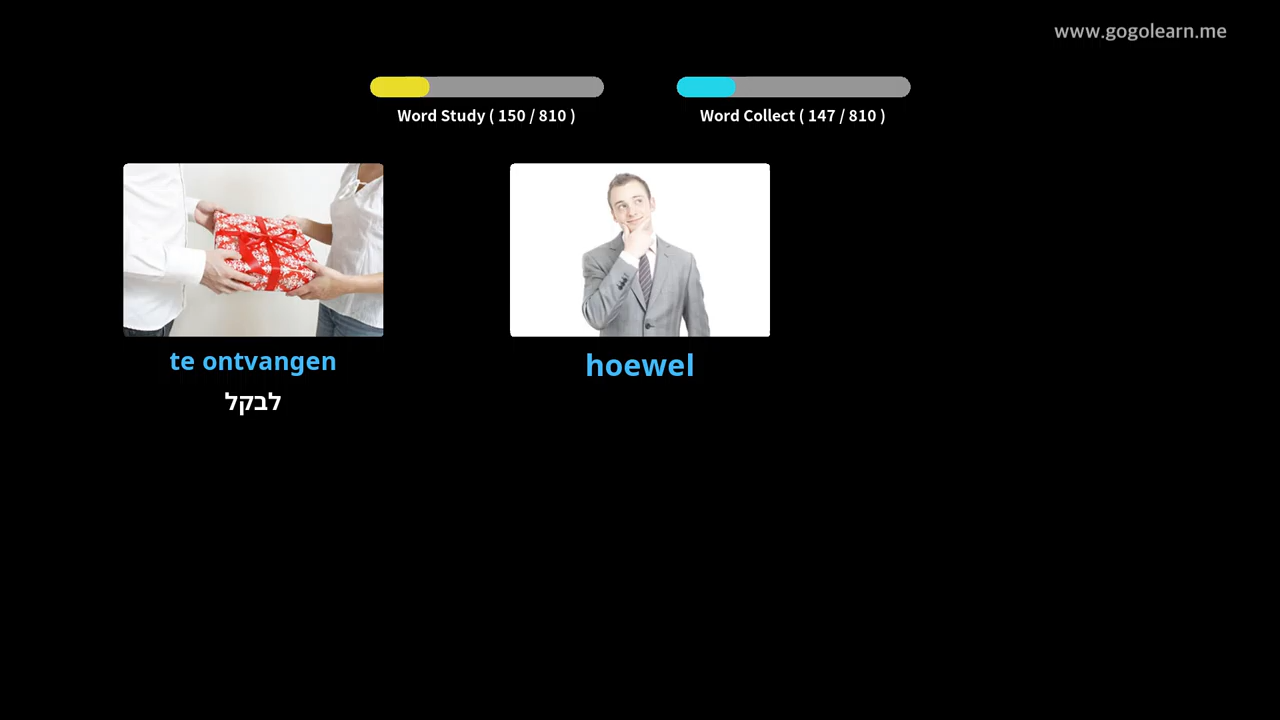 www.gogolearn.me
Word Study ( 150 / 810 )
Word Collect ( 147 / 810 )
te ontvangen
לבקל
hoewel